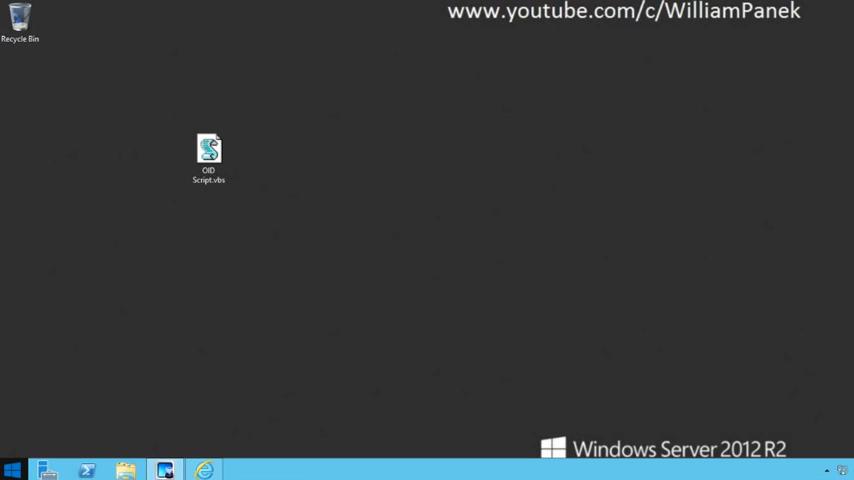 www.youtube.com/c/WilliamPanek
Recycle Bin
OID
Script.vbs
Windows Server 2012 R2